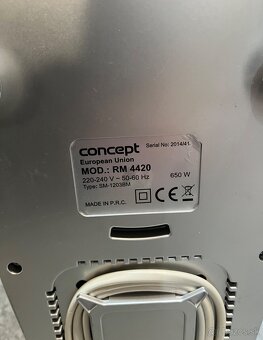 concept
Serial No: 2014/41
European Union
MOD.: RM 4420
220-240 V ~ 50-60 Hz
650 W
Type: SM-1203BM
MADE IN P.R.C.